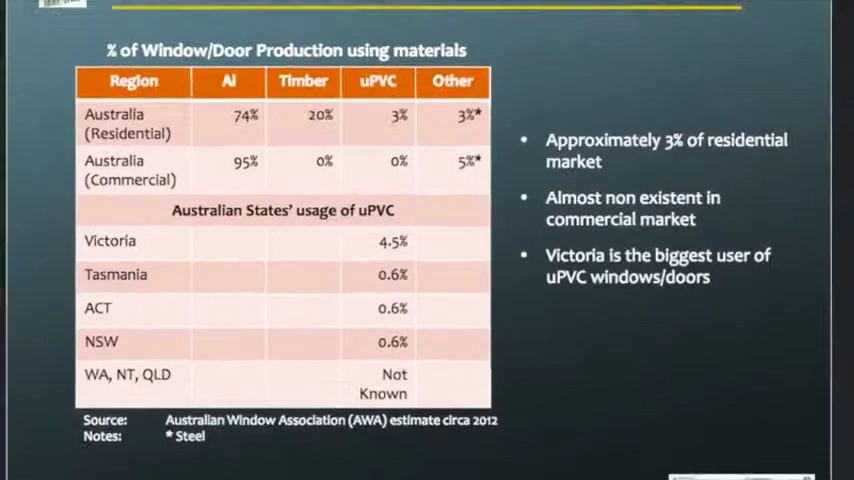 % of Window/Door Production using materials
Region Al Timber uPVC Other
Australia (Residential) 74% 20% 3% 3%*
Australia (Commercial) 95% 0% 0% 5%*
Australian States' usage of uPVC
Victoria 4.5%
Tasmania 0.6%
ACT 0.6%
NSW 0.6%
WA, NT, QLD Not Known
Source: Australian Window Association (AWA) estimate circa 2012
Notes: * Steel
• Approximately 3% of residential
market
• Almost non existent in
commercial market
• Victoria is the biggest user of
uPVC windows/doors